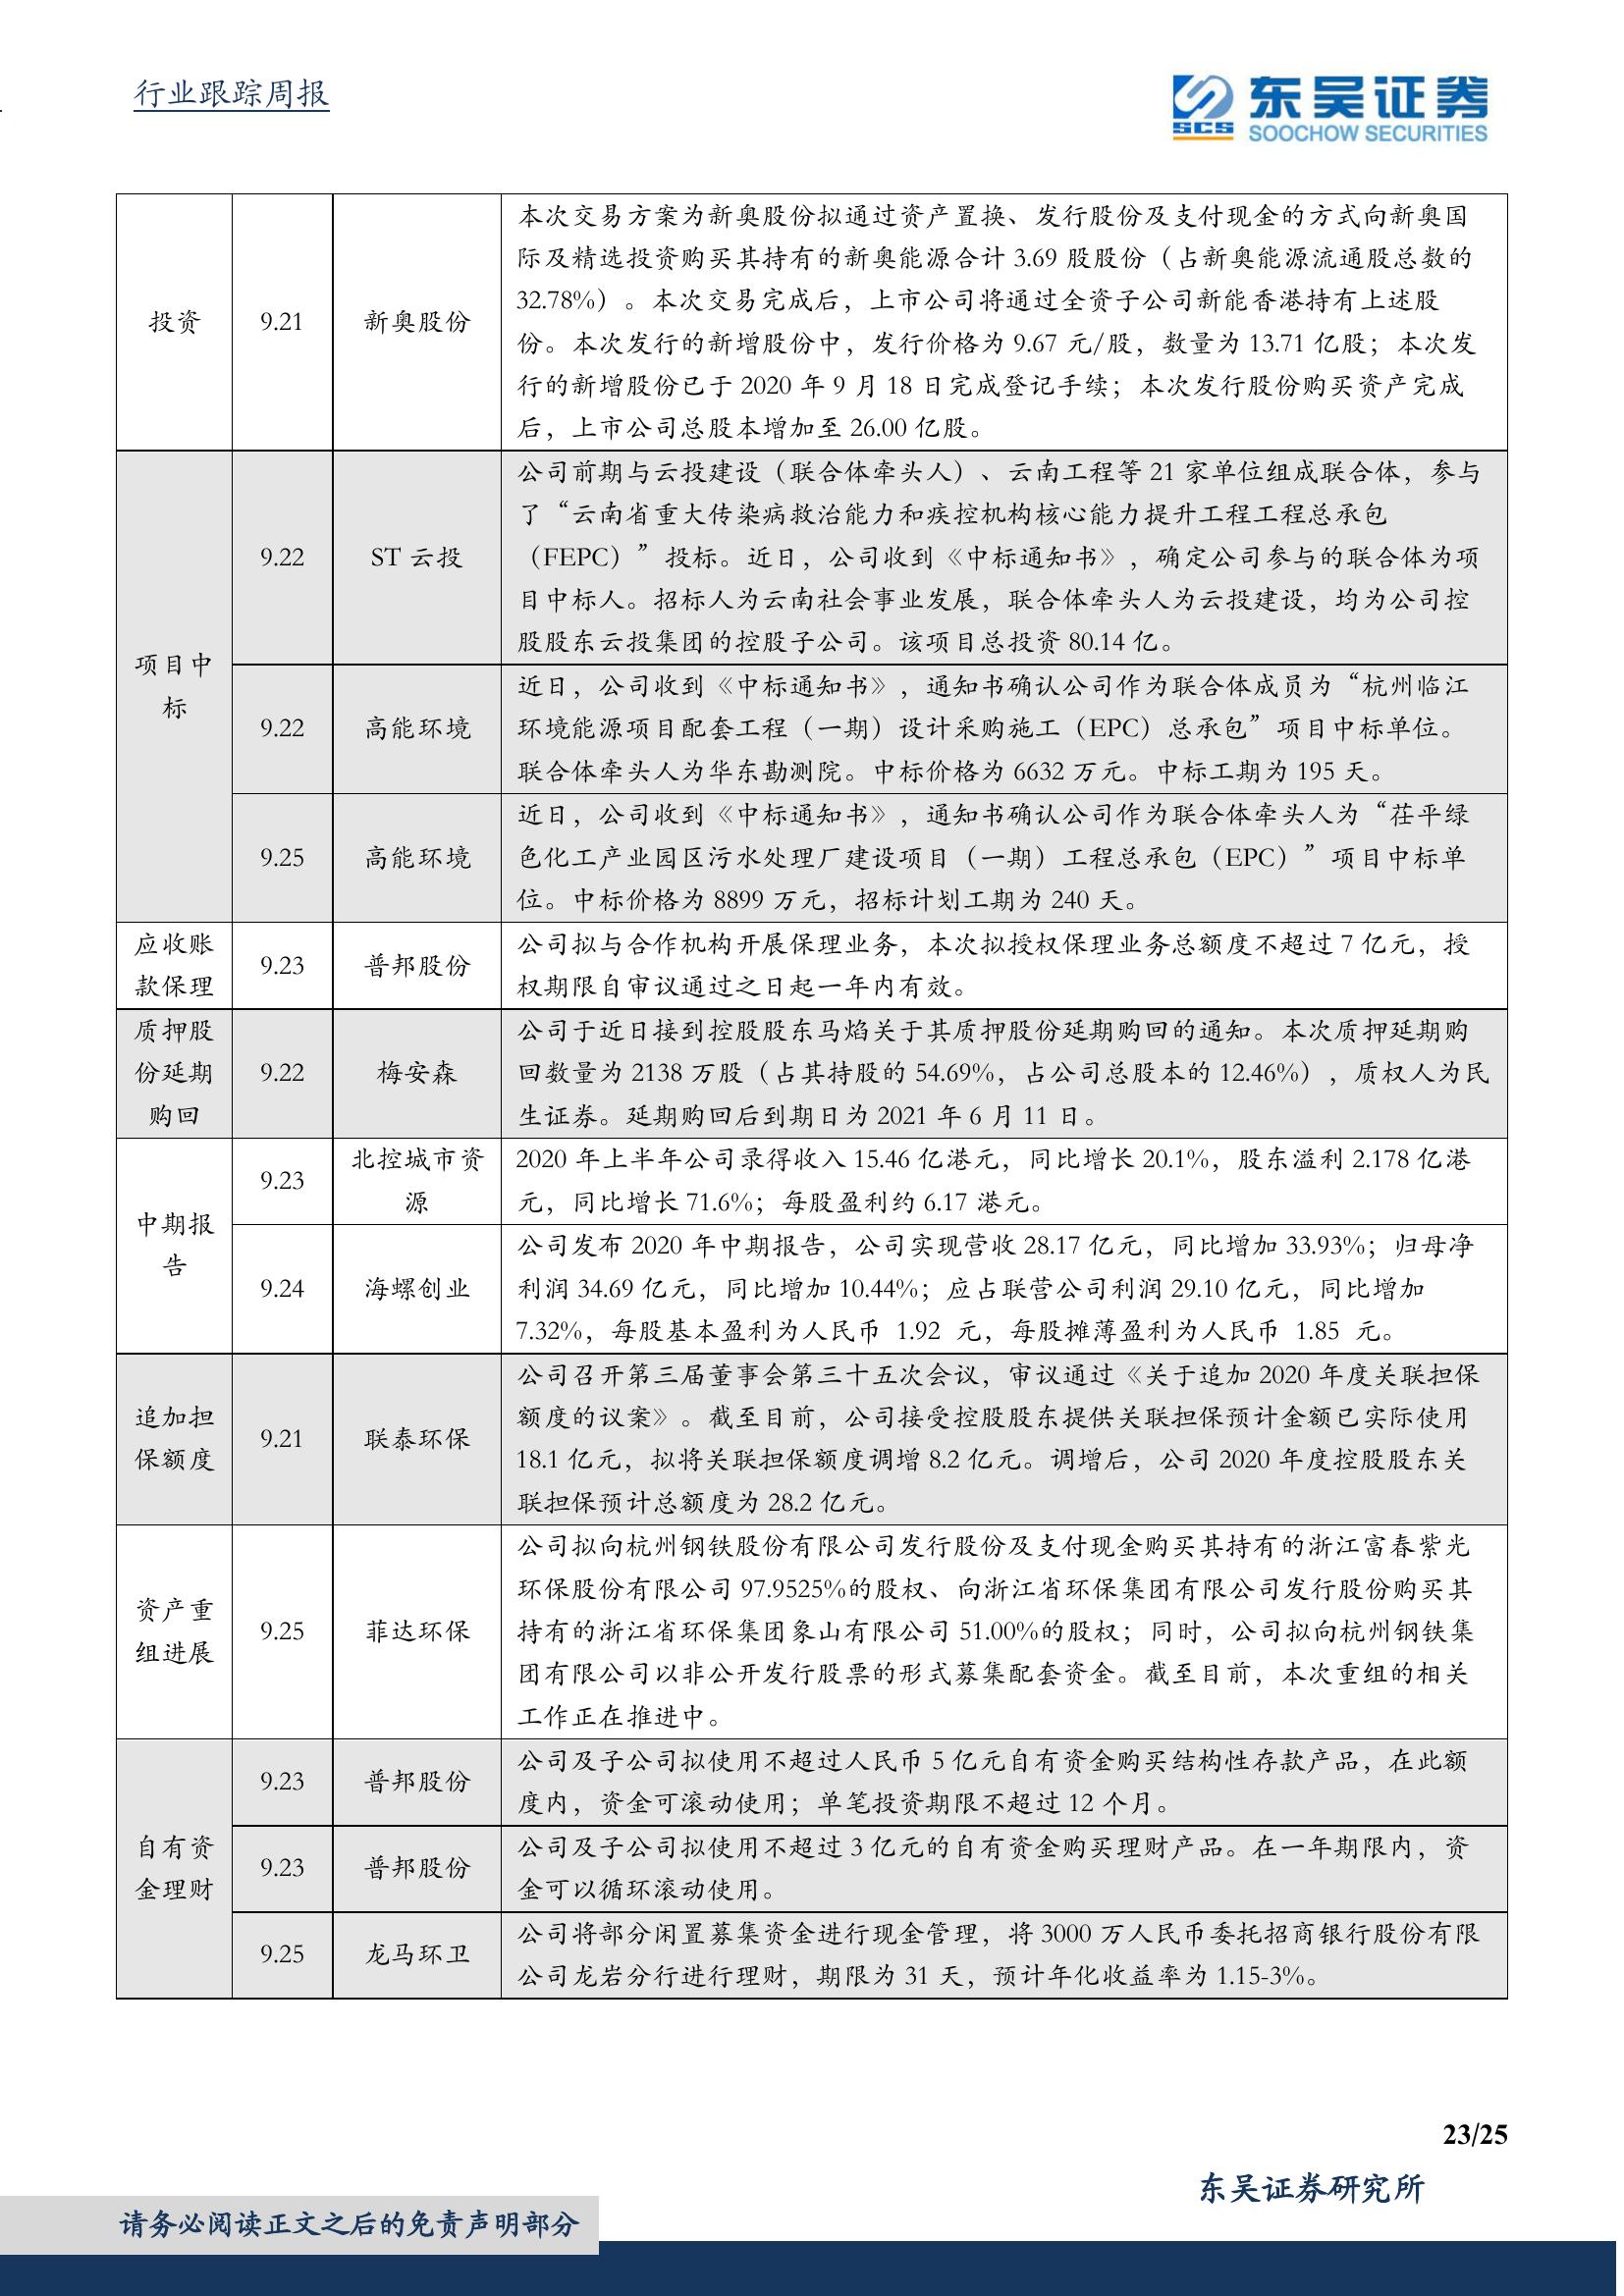 行业跟踪周报
SCS
东吴证券
SOOCHOW SECURITIES
投资
9.21
新奥股份
本次交易方案为新奥股份拟通过资产置换、发行股份及支付现金的方式向新奥国
际及精选投资购买其持有的新奥能源合计 3.69 股股份（占新奥能源流通股总数的
32.78%）。本次交易完成后，上市公司将通过全资子公司新能香港持有上述股
份。本次发行的新增股份中，发行价格为 9.67 元/股，数量为 13.71 亿股；本次发
行的新增股份已于 2020 年 9 月 18 日完成登记手续；本次发行股份购买资产完成
后，上市公司总股本增加至 26.00 亿股。
项目中
标
9.22
ST 云投
公司前期与云投建设（联合体牵头人）、云南工程等 21 家单位组成联合体，参与
了“云南省重大传染病救治能力和疾控机构核心能力提升工程工程总承包
（FEPC）”投标。近日，公司收到《中标通知书》，确定公司参与的联合体为项
目中标人。招标人为云南社会事业发展，联合体牵头人为云投建设，均为公司控
股股东云投集团的控股子公司。该项目总投资 80.14 亿。
9.22
高能环境
近日，公司收到《中标通知书》，通知书确认公司作为联合体成员为“杭州临江
环境能源项目配套工程（一期）设计采购施工（EPC）总承包”项目中标单位。
联合体牵头人为华东勘测院。中标价格为 6632 万元。中标工期为 195 天。
9.25
高能环境
近日，公司收到《中标通知书》，通知书确认公司作为联合体牵头人为“茌平绿
色化工产业园区污水处理厂建设项目（一期）工程总承包（EPC）”项目中标单
位。中标价格为 8899 万元，招标计划工期为 240 天。
应收账
款保理
9.23
普邦股份
公司拟与合作机构开展保理业务，本次拟授权保理业务总额度不超过 7 亿元，授
权期限自审议通过之日起一年内有效。
质押股
份延期
购回
9.22
梅安森
公司于近日接到控股股东马焰关于其质押股份延期购回的通知。本次质押延期购
回数量为 2138 万股（占其持股的 54.69%，占公司总股本的 12.46%），质权人为民
生证券。延期购回后到期日为 2021 年 6 月 11 日。
中期报
告
9.23
北控城市资
源
2020 年上半年公司录得收入 15.46 亿港元，同比增长 20.1%，股东溢利 2.178 亿港
元，同比增长 71.6%；每股盈利约 6.17 港元。
9.24
海螺创业
公司发布 2020 年中期报告，公司实现营收 28.17 亿元，同比增加 33.93%；归母净
利润 34.69 亿元，同比增加 10.44%；应占联营公司利润 29.10 亿元，同比增加
7.32%，每股基本盈利为人民币 1.92 元，每股摊薄盈利为人民币 1.85 元。
追加担
保额度
9.21
联泰环保
公司召开第三届董事会第三十五次会议，审议通过《关于追加 2020 年度关联担保
额度的议案》。截至目前，公司接受控股股东提供关联担保预计金额已实际使用
18.1 亿元，拟将关联担保额度调增 8.2 亿元。调增后，公司 2020 年度控股股东关
联担保预计总额度为 28.2 亿元。
资产重
组进展
9.25
菲达环保
公司拟向杭州钢铁股份有限公司发行股份及支付现金购买其持有的浙江富春紫光
环保股份有限公司 97.9525%的股权、向浙江省环保集团有限公司发行股份购买其
持有的浙江省环保集团象山有限公司 51.00%的股权；同时，公司拟向杭州钢铁集
团有限公司以非公开发行股票的形式募集配套资金。截至目前，本次重组的相关
工作正在推进中。
自有资
金理财
9.23
普邦股份
公司及子公司拟使用不超过人民币 5 亿元自有资金购买结构性存款产品，在此额
度内，资金可滚动使用；单笔投资期限不超过 12 个月。
9.23
普邦股份
公司及子公司拟使用不超过 3 亿元的自有资金购买理财产品。在一年期限内，资
金可以循环滚动使用。
9.25
龙马环卫
公司将部分闲置募集资金进行现金管理，将 3000 万人民币委托招商银行股份有限
公司龙岩分行进行理财，期限为 31 天，预计年化收益率为 1.15-3%。
23/25
东吴证券研究所
请务必阅读正文之后的免责声明部分